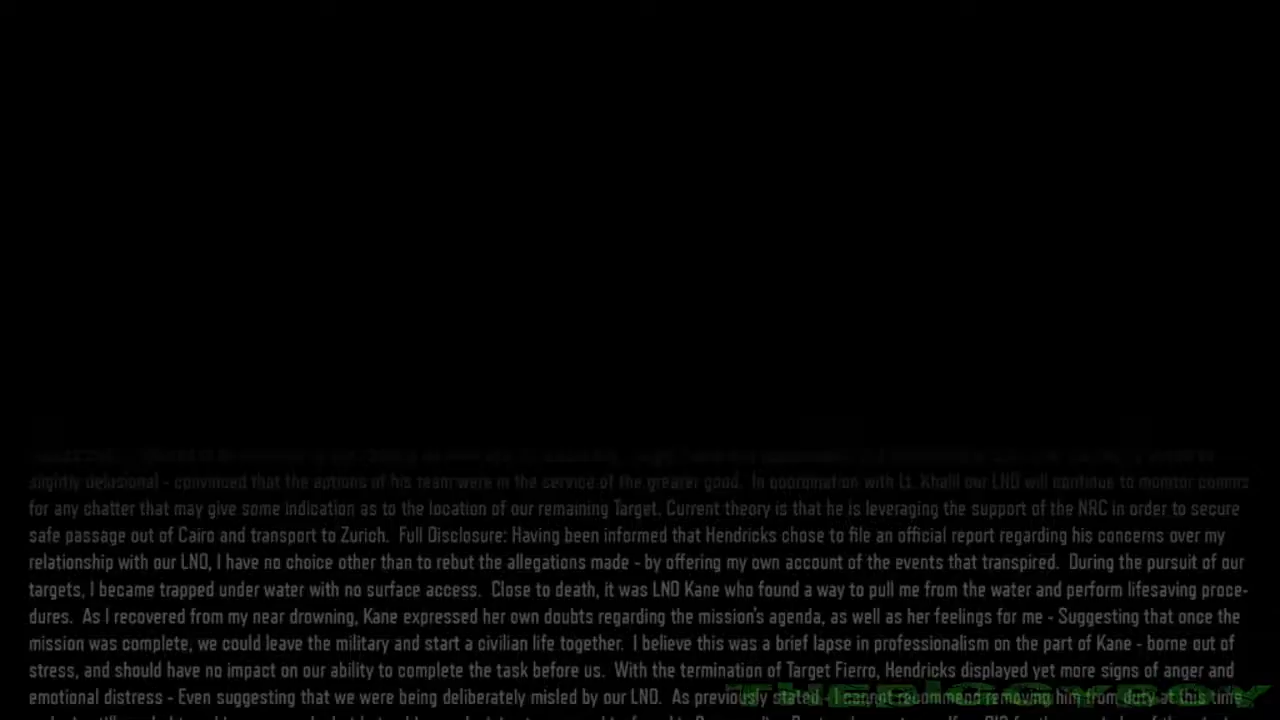 slightly delusional - convinced that the actions of his team were in the service of the greater good.  In coordination with Lt. Khalil our LNO will continue to monitor comms
for any chatter that may give some indication as to the location of our remaining Target. Current theory is that he is leveraging the support of the NRC in order to secure
safe passage out of Cairo and transport to Zurich.  Full Disclosure: Having been informed that Hendricks chose to file an official report regarding his concerns over my
relationship with our LNO, I have no choice other than to rebut the allegations made - by offering my own account of the events that transpired.  During the pursuit of our
targets, I became trapped under water with no surface access.  Close to death, it was LNO Kane who found a way to pull me from the water and perform lifesaving proce-
dures.  As I recovered from my near drowning, Kane expressed her own doubts regarding the mission's agenda, as well as her feelings for me - Suggesting that once the
mission was complete, we could leave the military and start a civilian life together.  I believe this was a brief lapse in professionalism on the part of Kane - borne out of
stress, and should have no impact on our ability to complete the task before us.  With the termination of Target Fierro, Hendricks displayed yet more signs of anger and
emotional distress - Even suggesting that we were being deliberately misled by our LNO.  As previously stated - I cannot recommend removing him from duty at this time